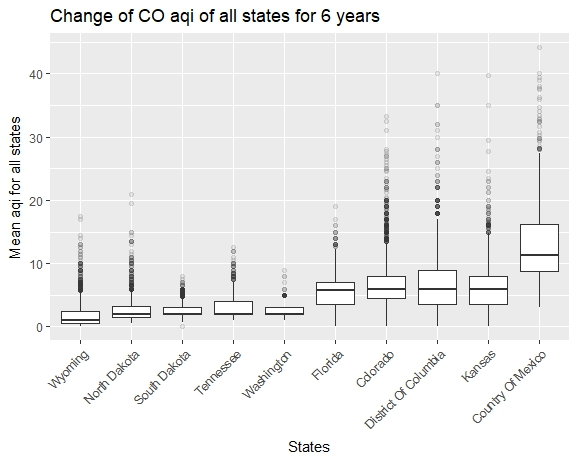 Change of CO aqi of all states for 6 years
Mean aqi for all states
40
30
20
10
0
Wyoming
North Dakota
South Dakota
Tennessee
Washington
Florida
Colorado
District Of Columbia
Kansas
Country Of Mexico
States